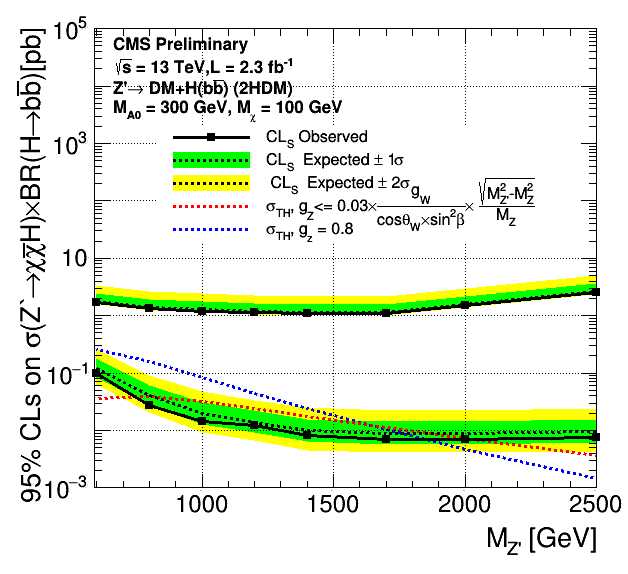 95% CLs on σ(Z`→χχ̅H)×BR(H→bb̅)[pb]
10⁵
10³
10
10⁻¹
10⁻³
CMS Preliminary
√s = 13 TeV,L = 2.3 fb⁻¹
Z'→ DM+H(bb̅) (2HDM)
M_A0 = 300 GeV, M_χ = 100 GeV
CL_S Observed
CL_S Expected ± 1σ
CL_S Expected ± 2σ
σ_TH, g_Z<= 0.03×g_W/(cosθ_W×sin²β)×√(M²_Z'-M²_Z)/M_Z
σ_TH, g_z = 0.8
1000 1500 2000 2500
M_Z' [GeV]